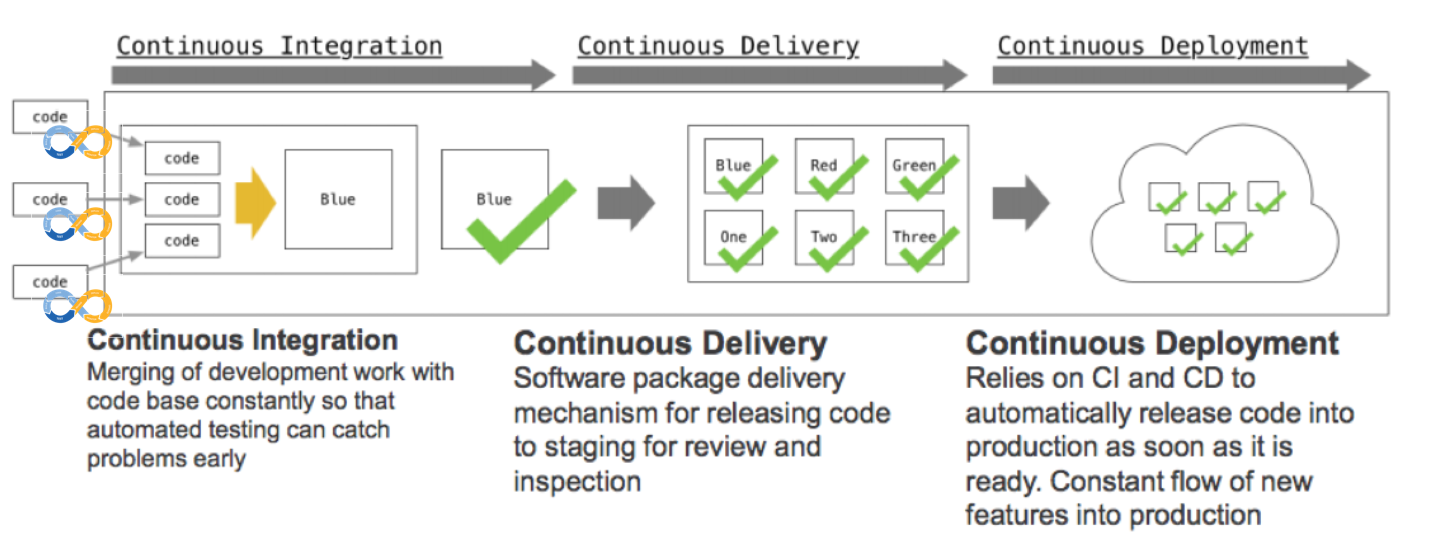 Continuous Integration
Continuous Delivery
Continuous Deployment
code
code
code
code
code
code
Blue
Blue
Blue
Red
Green
One
Two
Three
Continuous Integration
Merging of development work with
code base constantly so that
automated testing can catch
problems early
Continuous Delivery
Software package delivery
mechanism for releasing code
to staging for review and
inspection
Continuous Deployment
Relies on CI and CD to
automatically release code into
production as soon as it is
ready. Constant flow of new
features into production